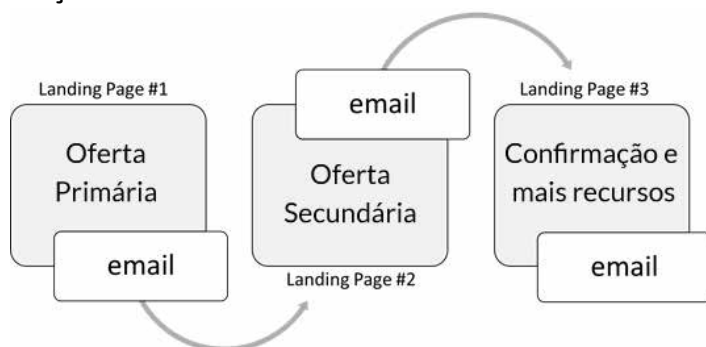 Landing Page #1
Oferta
Primária
email
email
Oferta
Secundária
Landing Page #2
Landing Page #3
Confirmação e
mais recursos
email